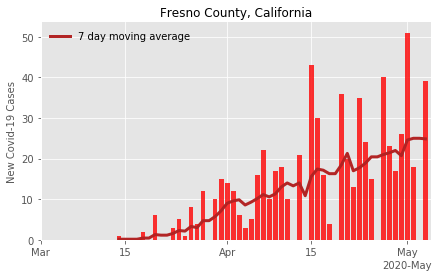 Fresno County, California
7 day moving average
New Covid-19 Cases
50
40
30
20
10
0
Mar
15
Apr
15
May
2020-May